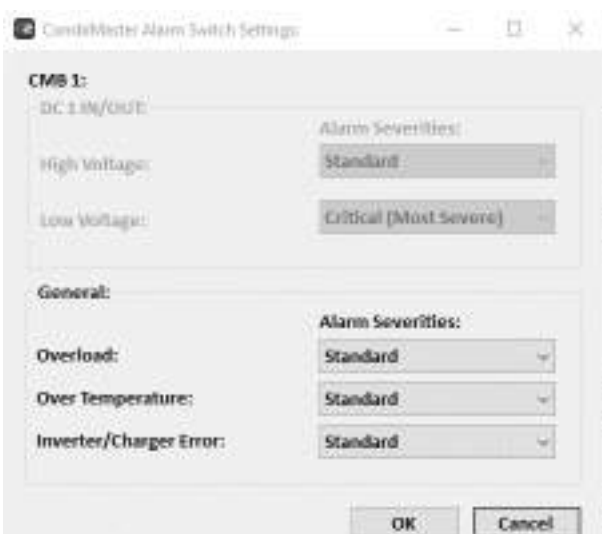 CombiMaster Alarm Switch Settings
CMB 1:
DC 1 IN/OUT:
Alarm Severities:
High Voltage: Standard
Low Voltage: Critical (Most Severe)
General:
Alarm Severities:
Overload: Standard
Over Temperature: Standard
Inverter/Charger Error: Standard
OK Cancel